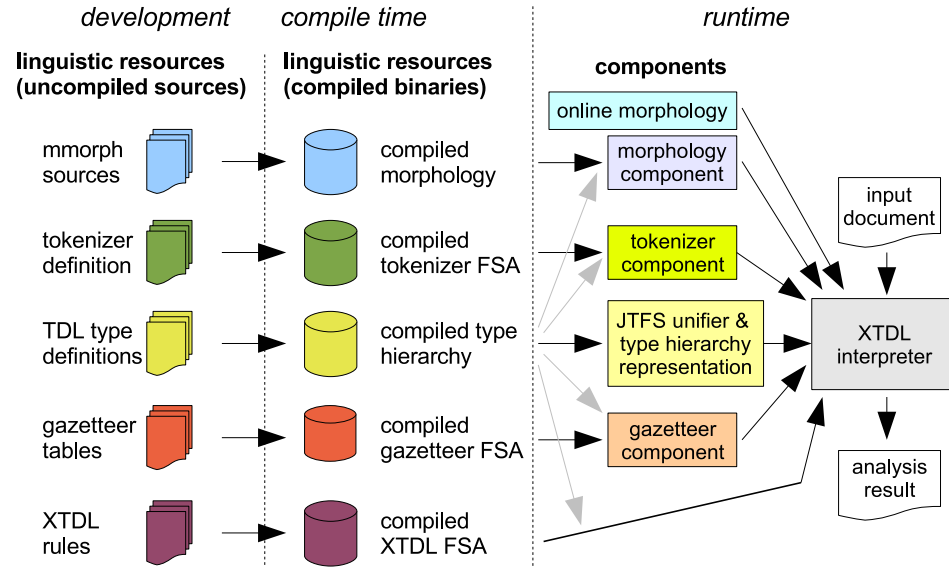 development
compile time
runtime
linguistic resources
(uncompiled sources)
linguistic resources
(compiled binaries)
components
online morphology
mmorph
sources
compiled
morphology
morphology
component
input
document
tokenizer
definition
compiled
tokenizer FSA
tokenizer
component
TDL type
definitions
compiled type
hierarchy
JTFS unifier &
type hierarchy
representation
XTDL
interpreter
gazetteer
tables
compiled
gazetteer FSA
gazetteer
component
analysis
result
XTDL
rules
compiled
XTDL FSA